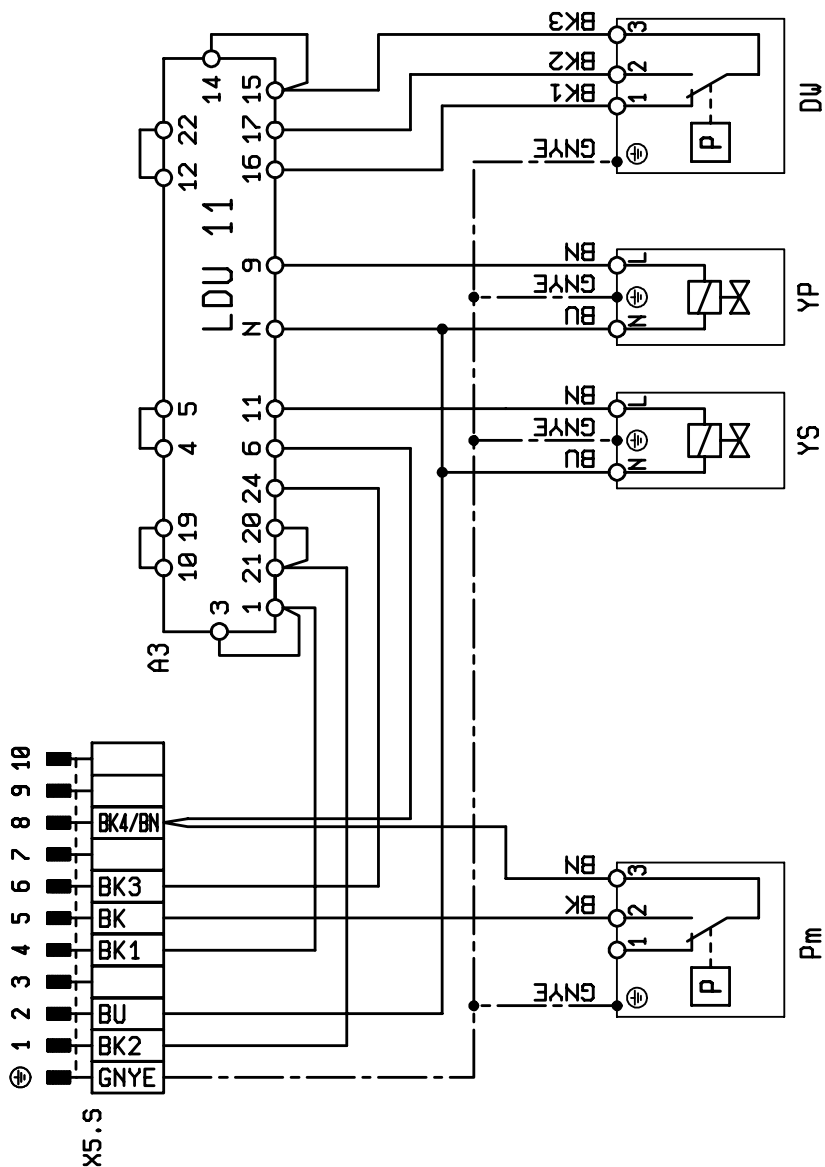 14
15
17
16
9
N
11
6
24
20
21
1
3
22
12
5
4
19
10
LDU 11
A3
BK3
BK2
BK1
GNYE
3
2
1
P
DW
BN
GNYE
BU
L
N
YP
BN
GNYE
BU
L
N
YS
BN
BK
GNYE
3
2
1
P
Pm
10
9
8
7
6
5
4
3
2
1
BK4/BN
BK3
BK
BK1
BU
BK2
GNYE
X5.S